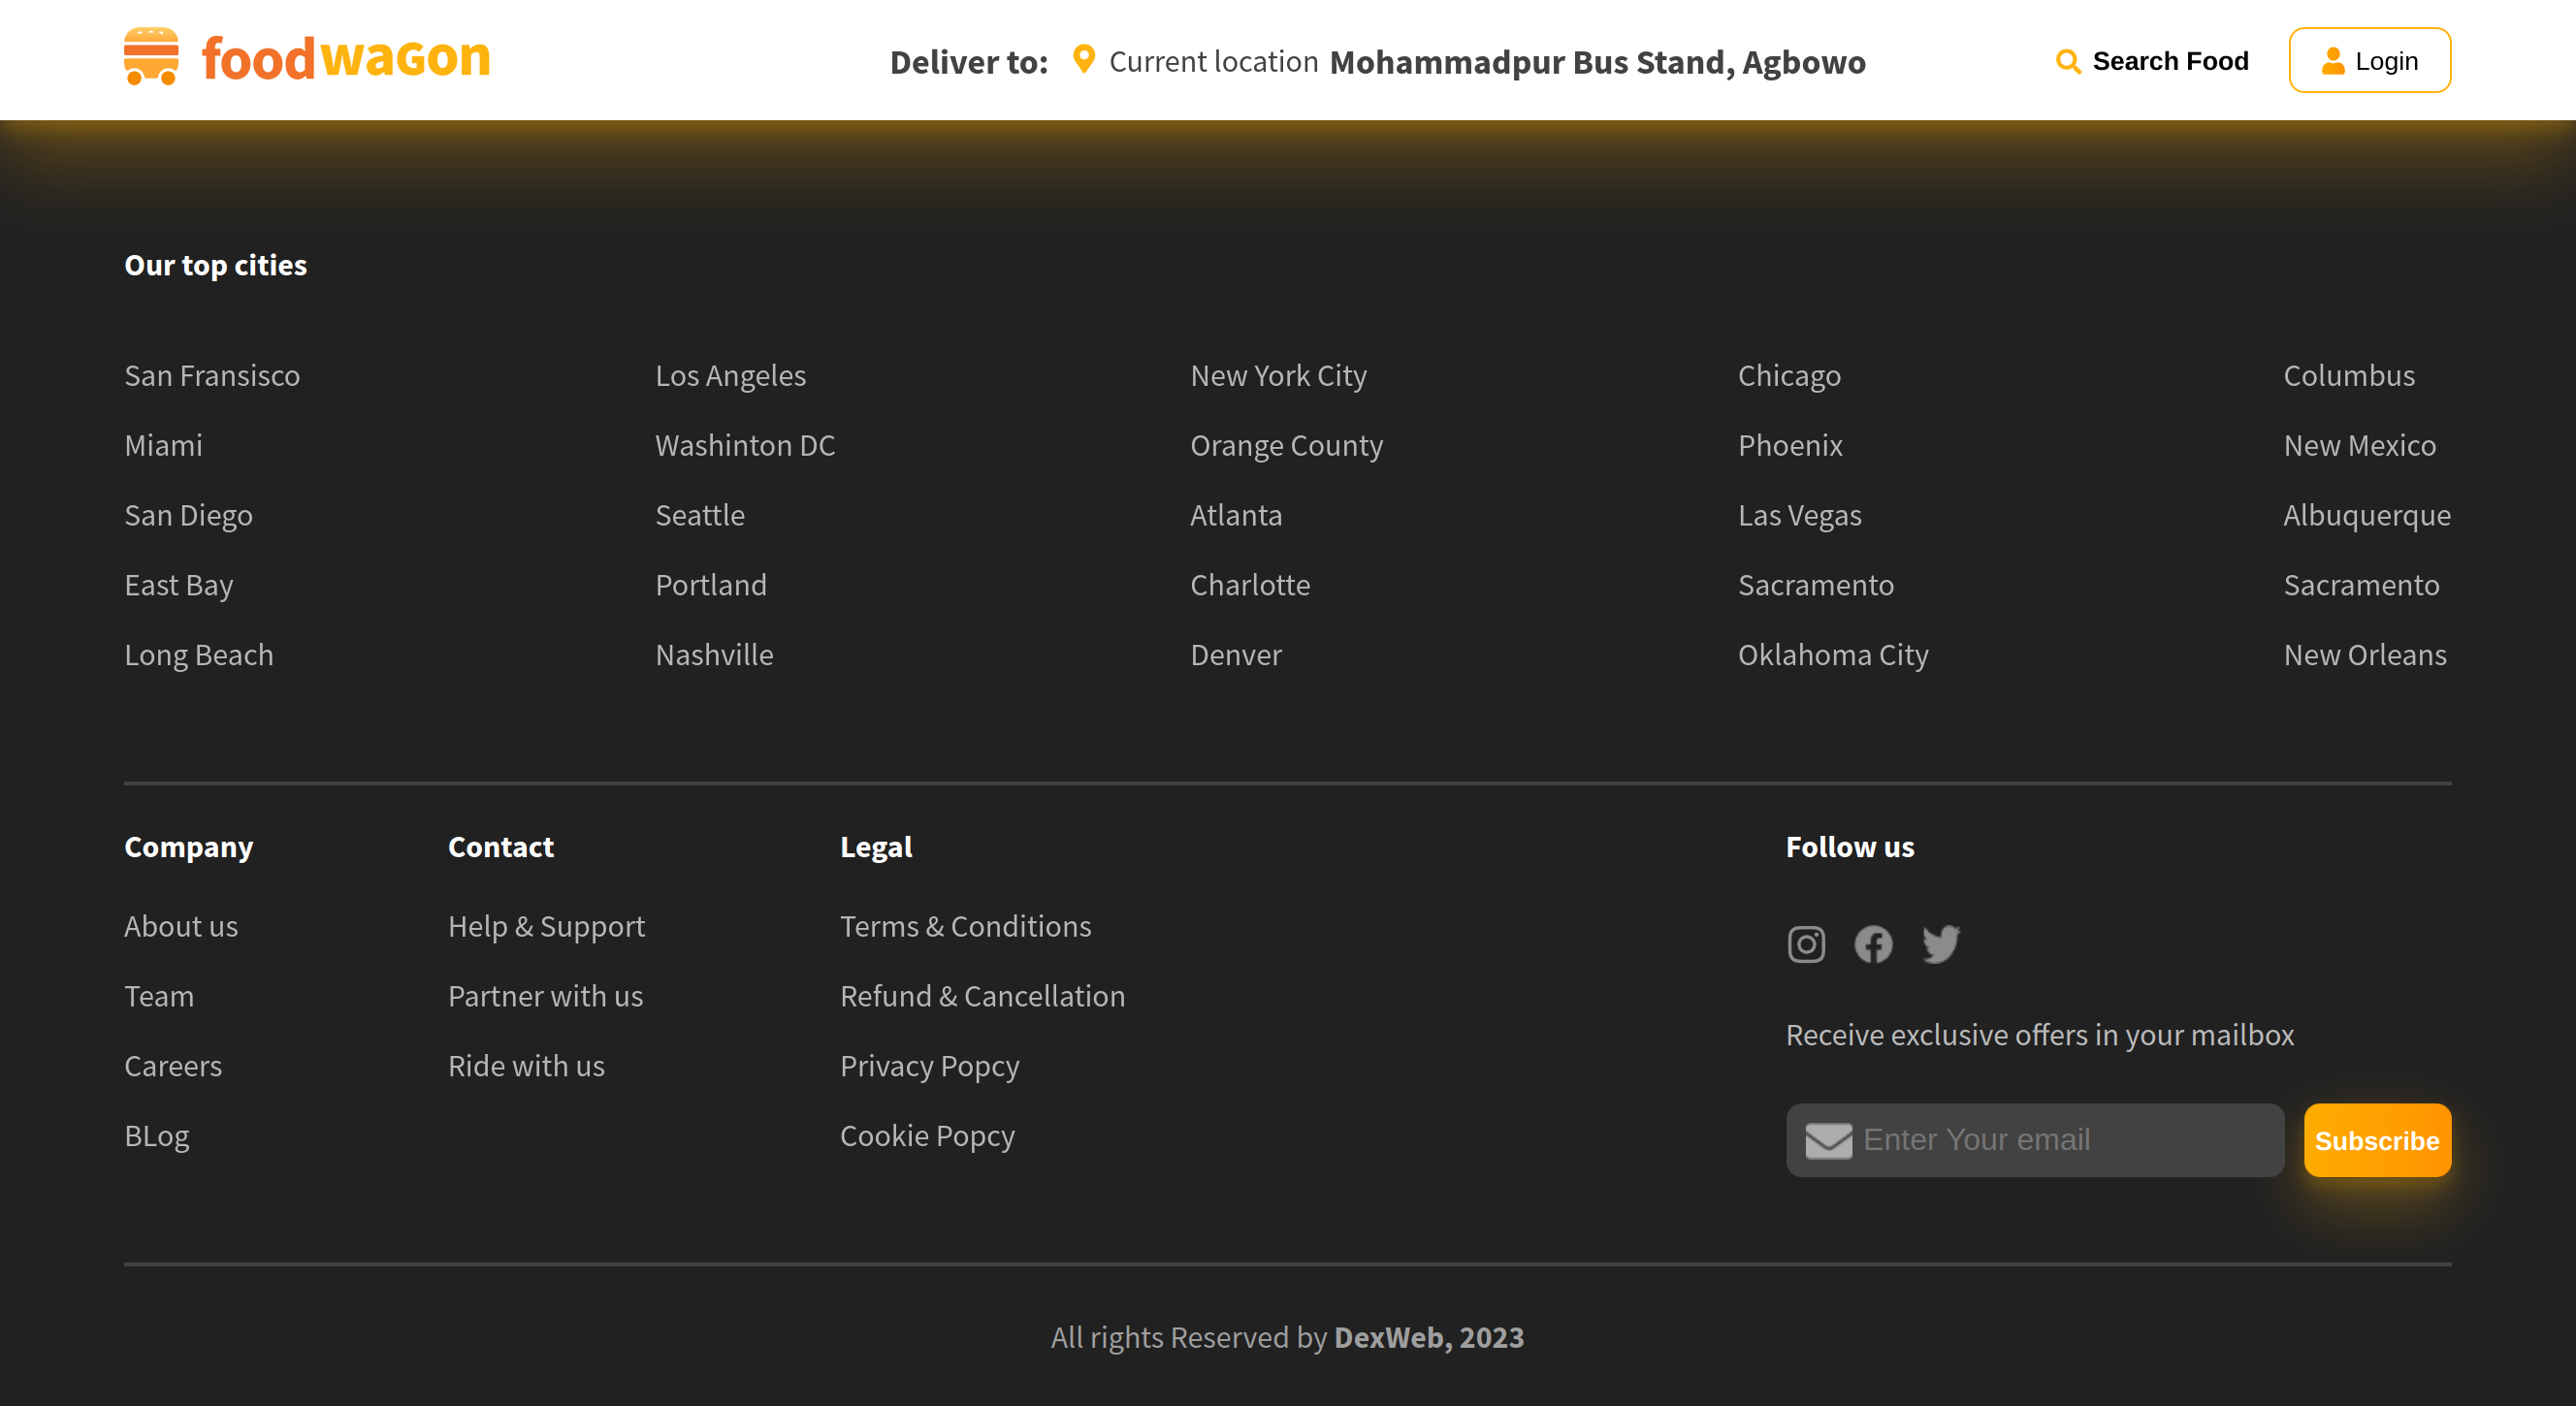 foodwagon
Deliver to: Current location Mohammadpur Bus Stand, Agbowo
Search Food
Login
Our top cities
San Fransisco
Miami
San Diego
East Bay
Long Beach
Los Angeles
Washinton DC
Seattle
Portland
Nashville
New York City
Orange County
Atlanta
Charlotte
Denver
Chicago
Phoenix
Las Vegas
Sacramento
Oklahoma City
Columbus
New Mexico
Albuquerque
Sacramento
New Orleans
Company
About us
Team
Careers
BLog
Contact
Help & Support
Partner with us
Ride with us
Legal
Terms & Conditions
Refund & Cancellation
Privacy Popcy
Cookie Popcy
Follow us
Receive exclusive offers in your mailbox
Enter Your email
Subscribe
All rights Reserved by DexWeb, 2023